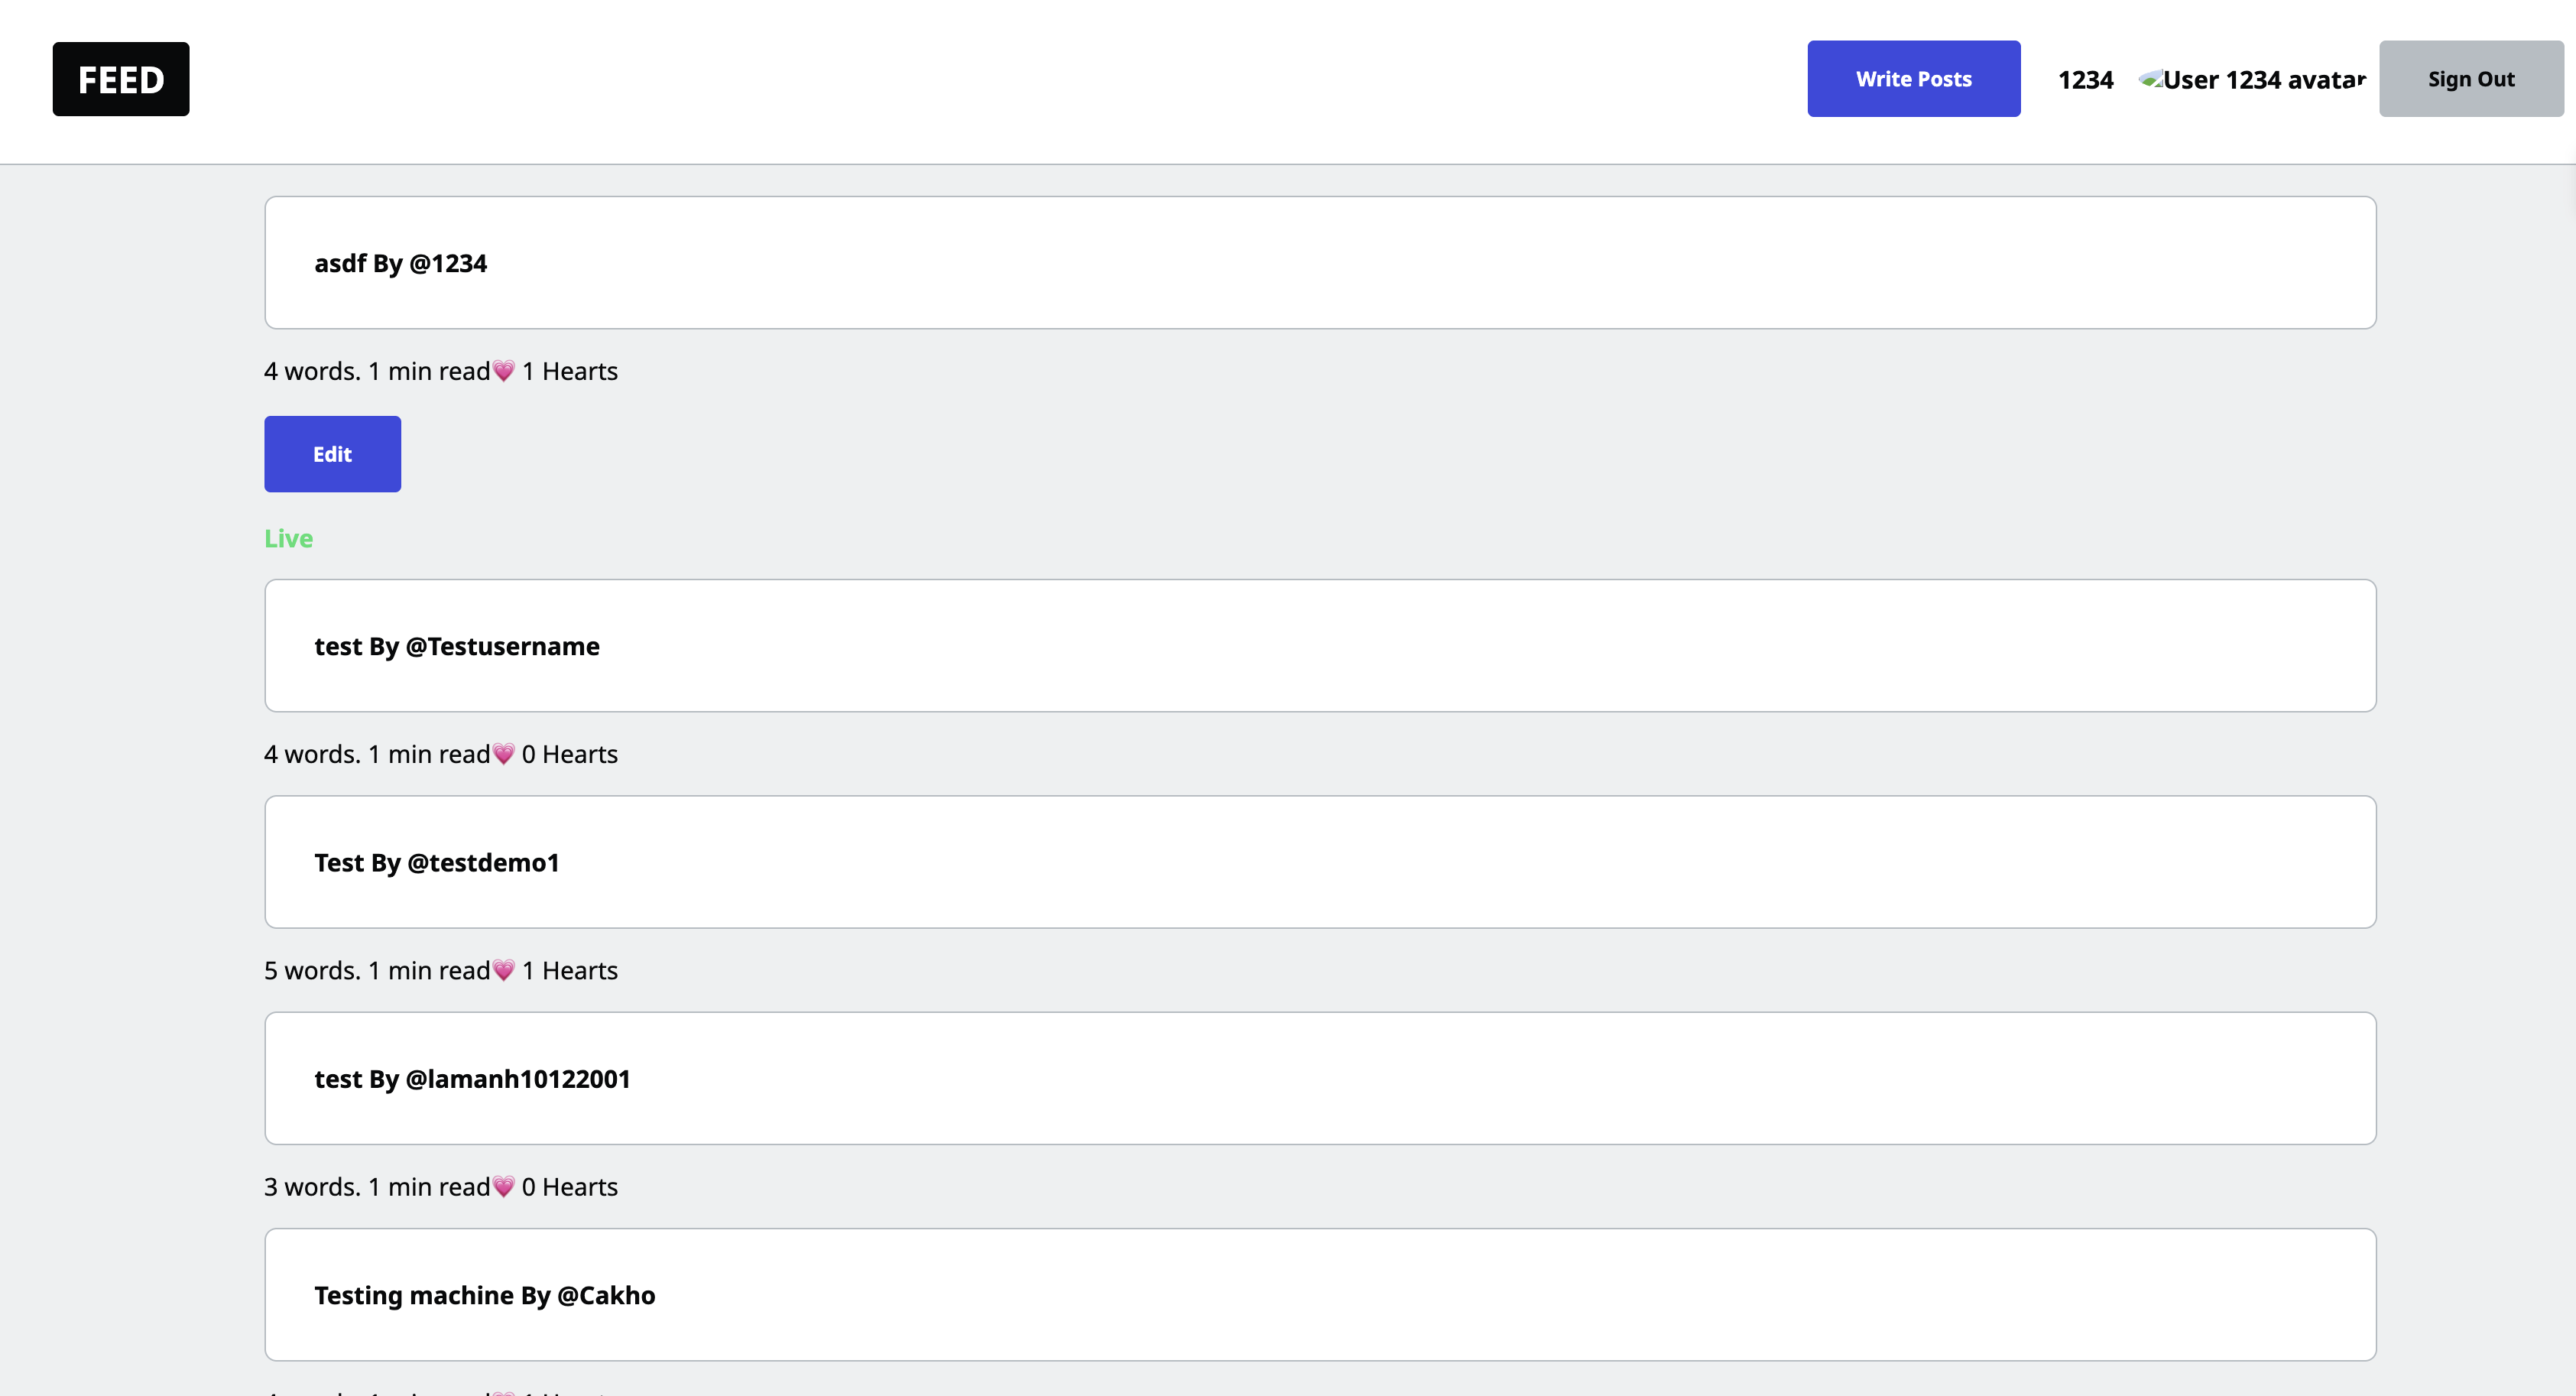 FEED
Write Posts
1234
User 1234 avatar
Sign Out
asdf By @1234
4 words. 1 min read💗 1 Hearts
Edit
Live
test By @Testusername
4 words. 1 min read💗 0 Hearts
Test By @testdemo1
5 words. 1 min read💗 1 Hearts
test By @lamanh10122001
3 words. 1 min read💗 0 Hearts
Testing machine By @Cakho